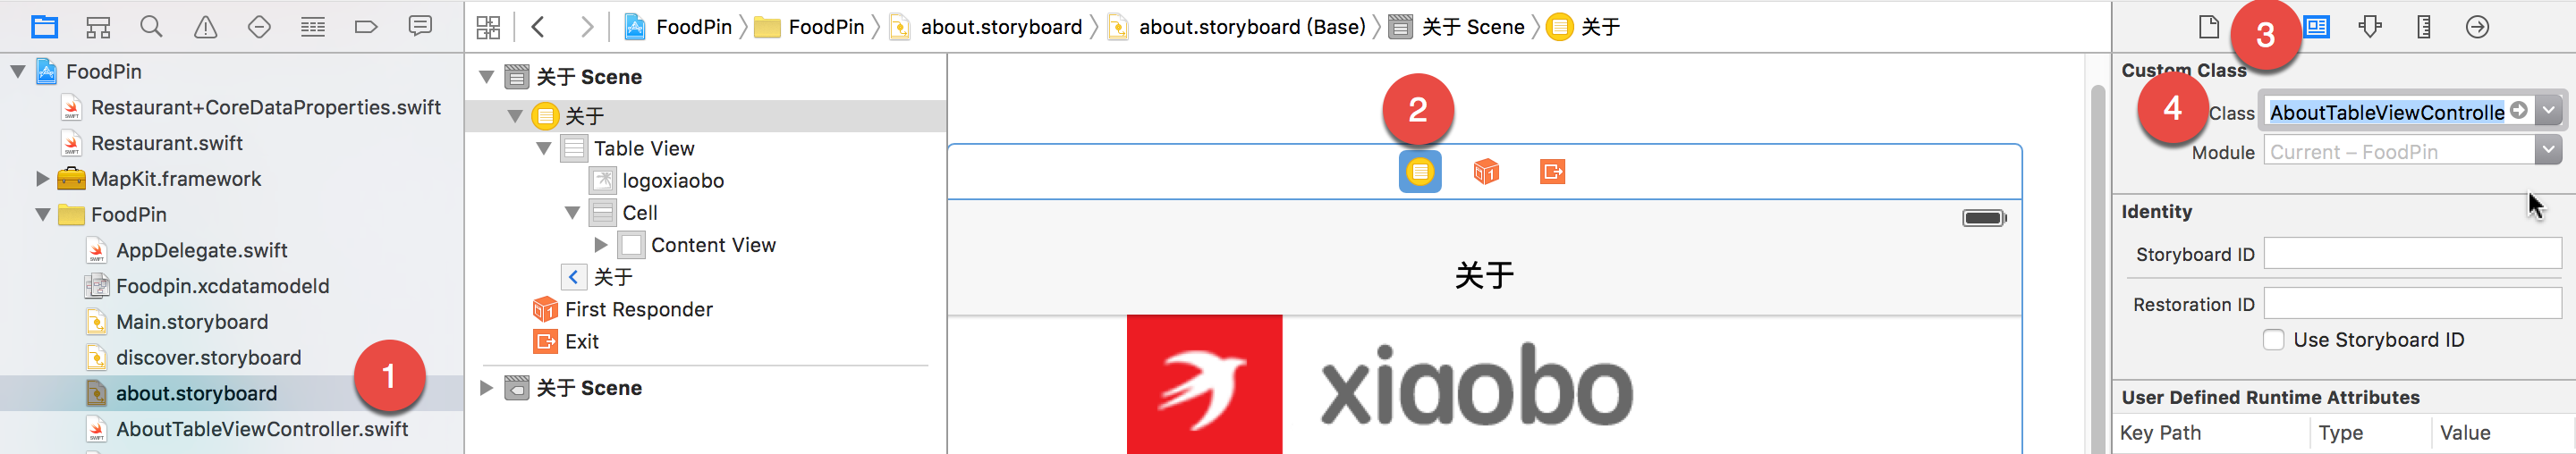 FoodPin
Restaurant+CoreDataProperties.swift
Restaurant.swift
MapKit.framework
FoodPin
AppDelegate.swift
Foodpin.xcdatamodeld
Main.storyboard
discover.storyboard
about.storyboard
1
AboutTableViewController.swift
FoodPin
FoodPin
about.storyboard
about.storyboard (Base)
关于 Scene
关于
关于 Scene
关于
Table View
logoxiaobo
Cell
Content View
关于
First Responder
Exit
关于 Scene
2
关于
xiaobo
3
Custom Class
4
Class AboutTableViewControlle
Module Current – FoodPin
Identity
Storyboard ID
Restoration ID
Use Storyboard ID
User Defined Runtime Attributes
Key Path Type Value